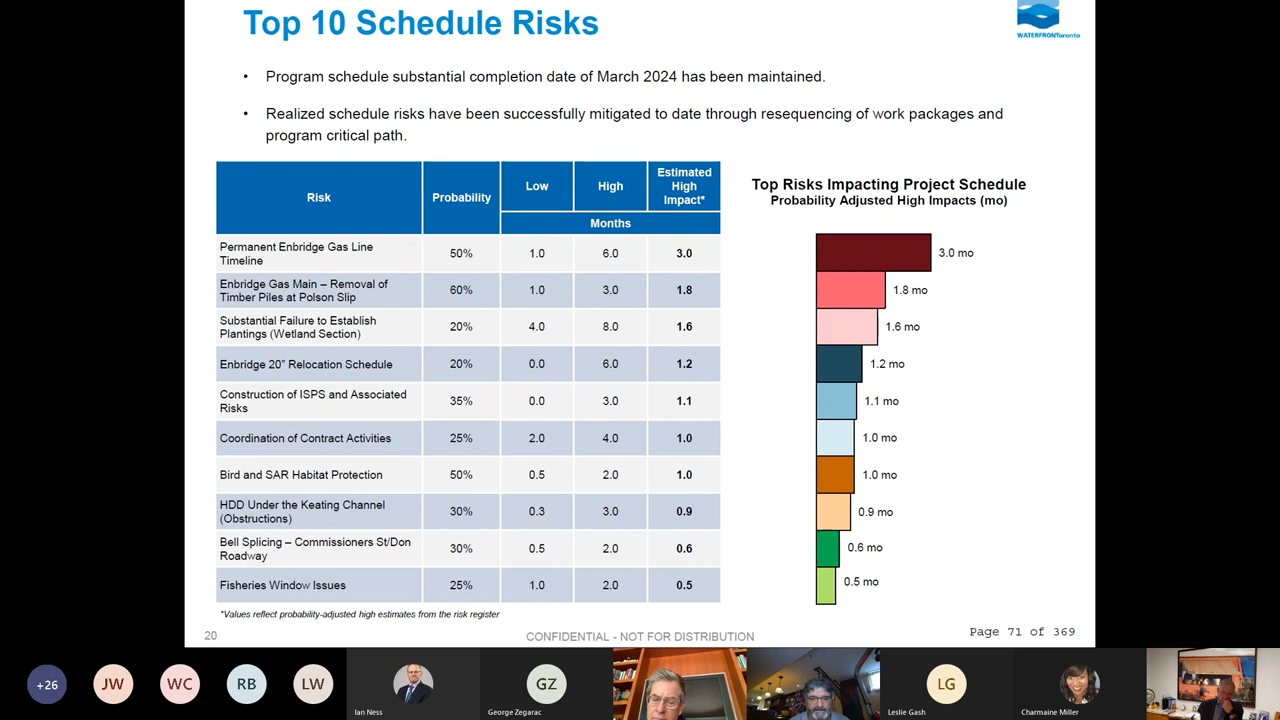 Top 10 Schedule Risks
WATERFRONToronto
• Program schedule substantial completion date of March 2024 has been maintained.
• Realized schedule risks have been successfully mitigated to date through resequencing of work packages and
program critical path.
Risk
Probability
Low
High
Estimated
High
Impact*
Months
Permanent Enbridge Gas Line
Timeline
50% 1.0 6.0 3.0
Enbridge Gas Main – Removal of
Timber Piles at Polson Slip
60% 1.0 3.0 1.8
Substantial Failure to Establish
Plantings (Wetland Section)
20% 4.0 8.0 1.6
Enbridge 20" Relocation Schedule 20% 0.0 6.0 1.2
Construction of ISPS and Associated
Risks
35% 0.0 3.0 1.1
Coordination of Contract Activities 25% 2.0 4.0 1.0
Bird and SAR Habitat Protection 50% 0.5 2.0 1.0
HDD Under the Keating Channel
(Obstructions)
30% 0.3 3.0 0.9
Bell Splicing – Commissioners St/Don
Roadway
30% 0.5 2.0 0.6
Fisheries Window Issues 25% 1.0 2.0 0.5
*Values reflect probability-adjusted high estimates from the risk register
Top Risks Impacting Project Schedule
Probability Adjusted High Impacts (mo)
3.0 mo
1.8 mo
1.6 mo
1.2 mo
1.1 mo
1.0 mo
1.0 mo
0.9 mo
0.6 mo
0.5 mo
20
CONFIDENTIAL - NOT FOR DISTRIBUTION
Page 71 of 369
+26
JW
WC
RB
LW
Ian Ness
GZ
George Zegarac
LG
Leslie Gash
Charmaine Miller